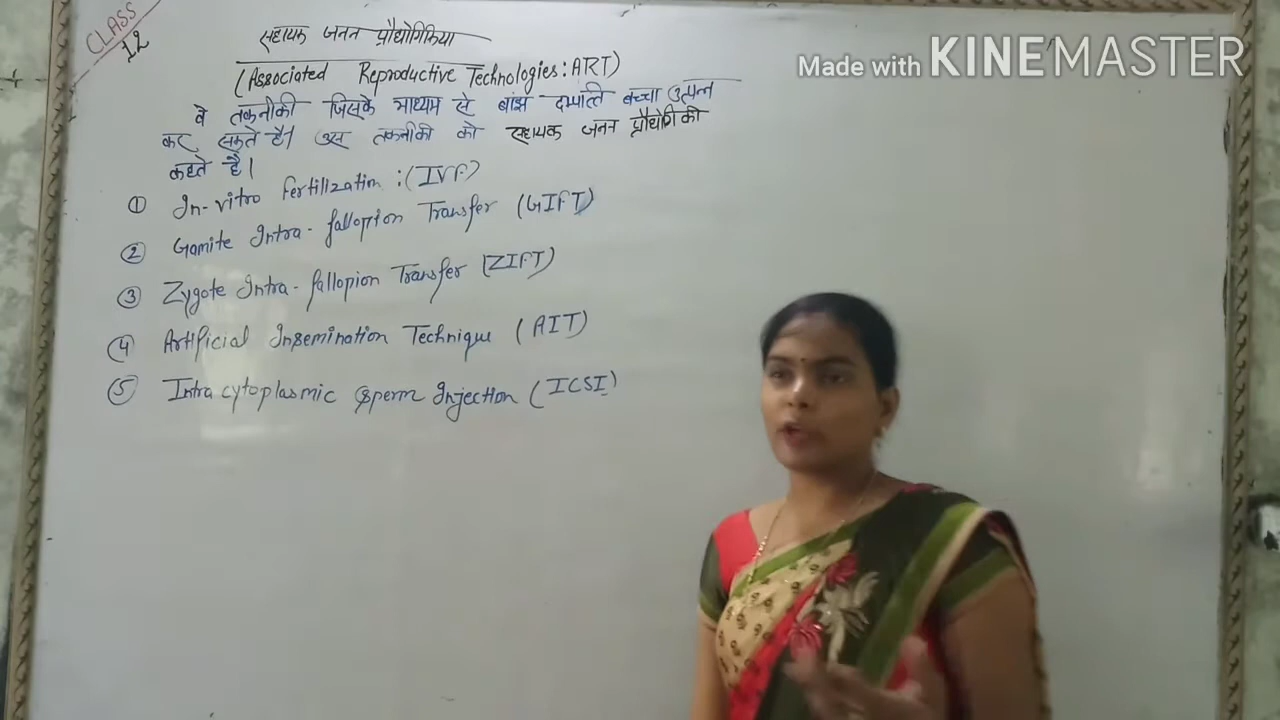 CLASS
12
Made with KINEMASTER
सहायक जनन प्रौद्योगिकिया
(Associated Reproductive Technologies: ART)
वे तकनीकी जिसके माध्यम से बांझ दम्पत्ति बच्चा उत्पन्न
कर सकते है। उस तकनीकी को सहायक जनन प्रौद्योगिकी
कहते है।
① In-vitro Fertilization : (IVF)
② Gamite Intra-fallopion Transfer (GIFT)
③ Zygote Intra-fallopion Transfer (ZIFT)
④ Artificial Insemination Technique (AIT)
⑤ Intra cytoplasmic sperm Injection (ICSI)